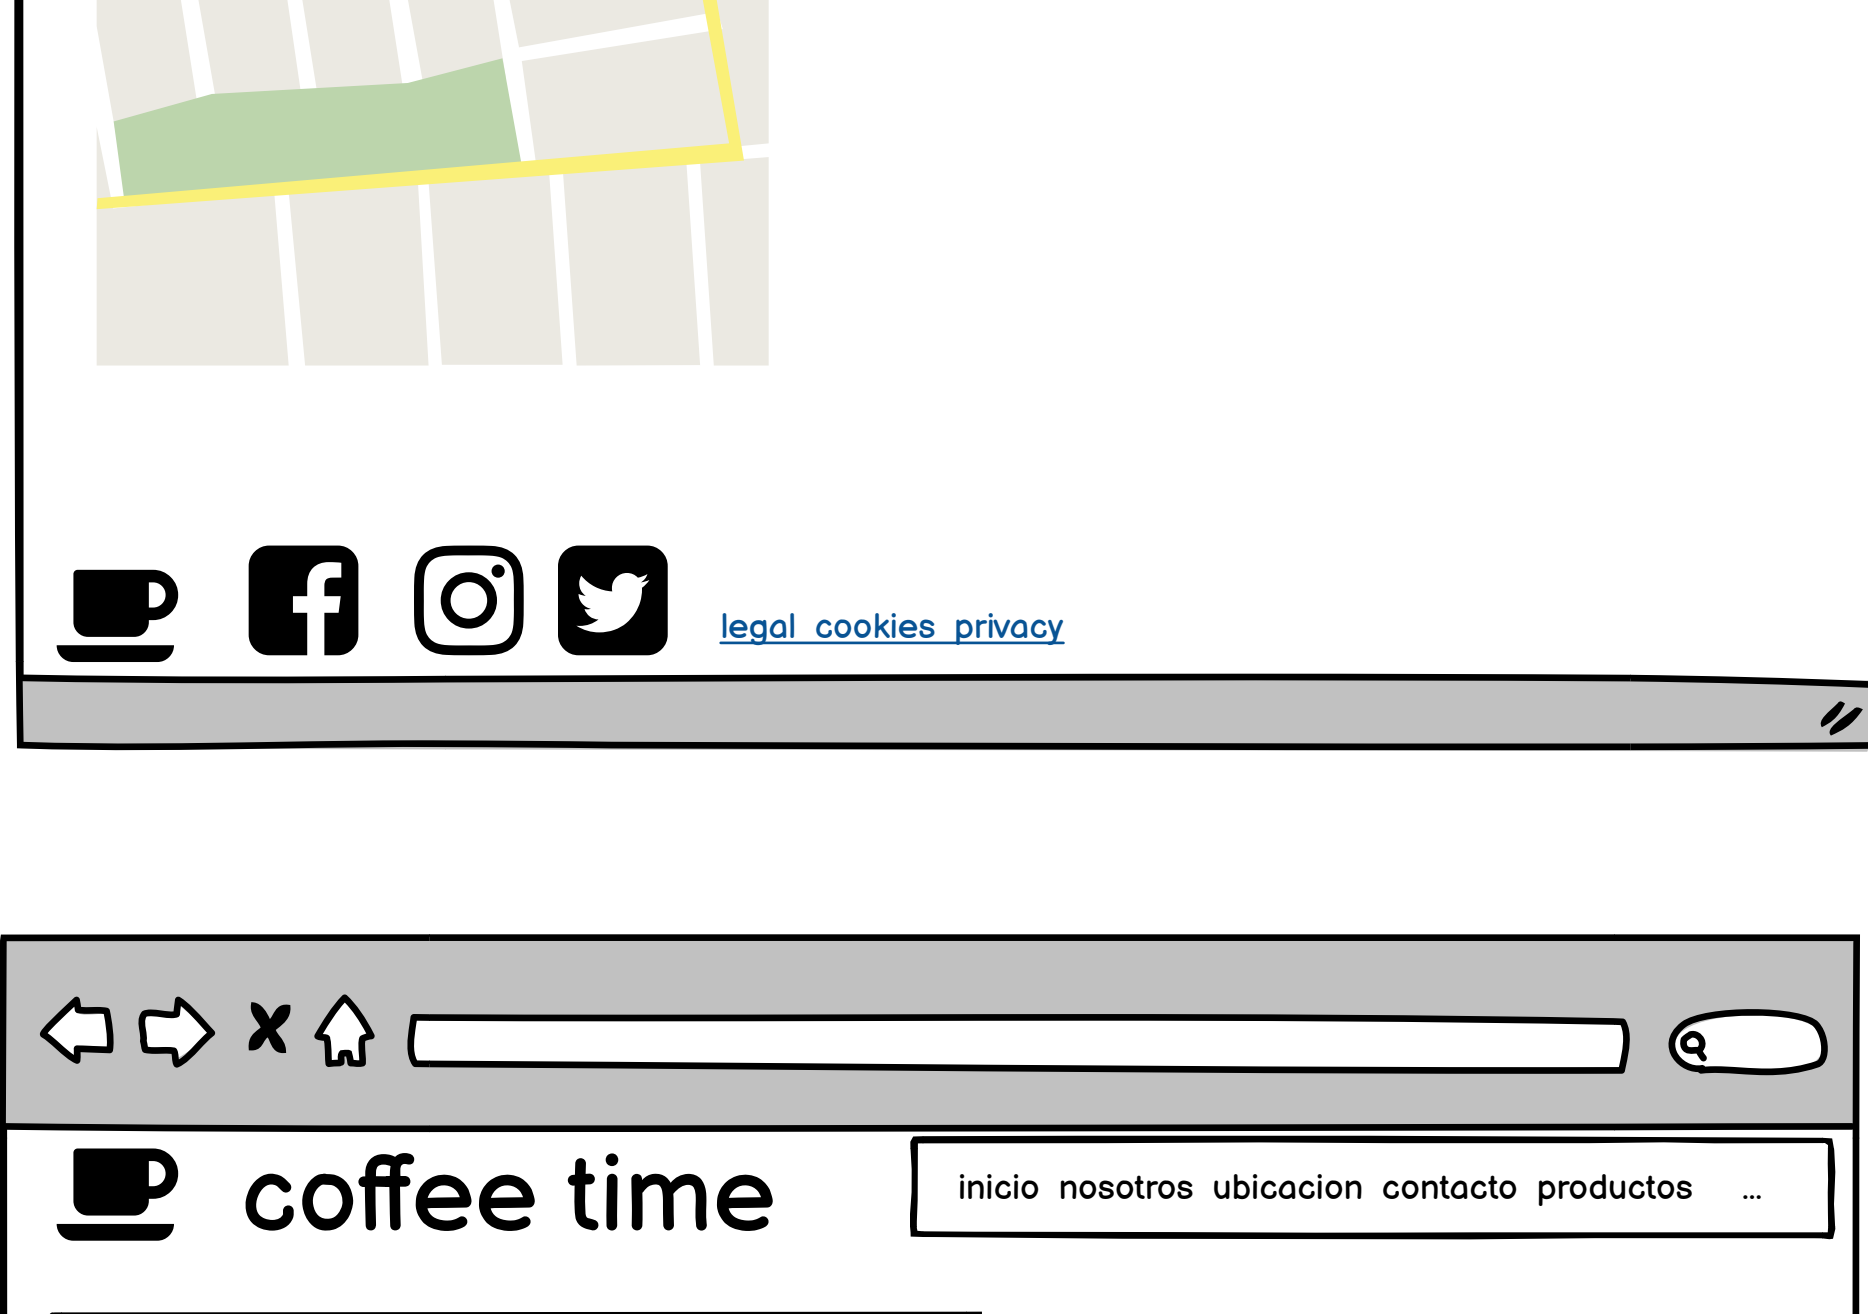 legal cookies privacy
coffee time
inicio nosotros ubicacion contacto productos ...